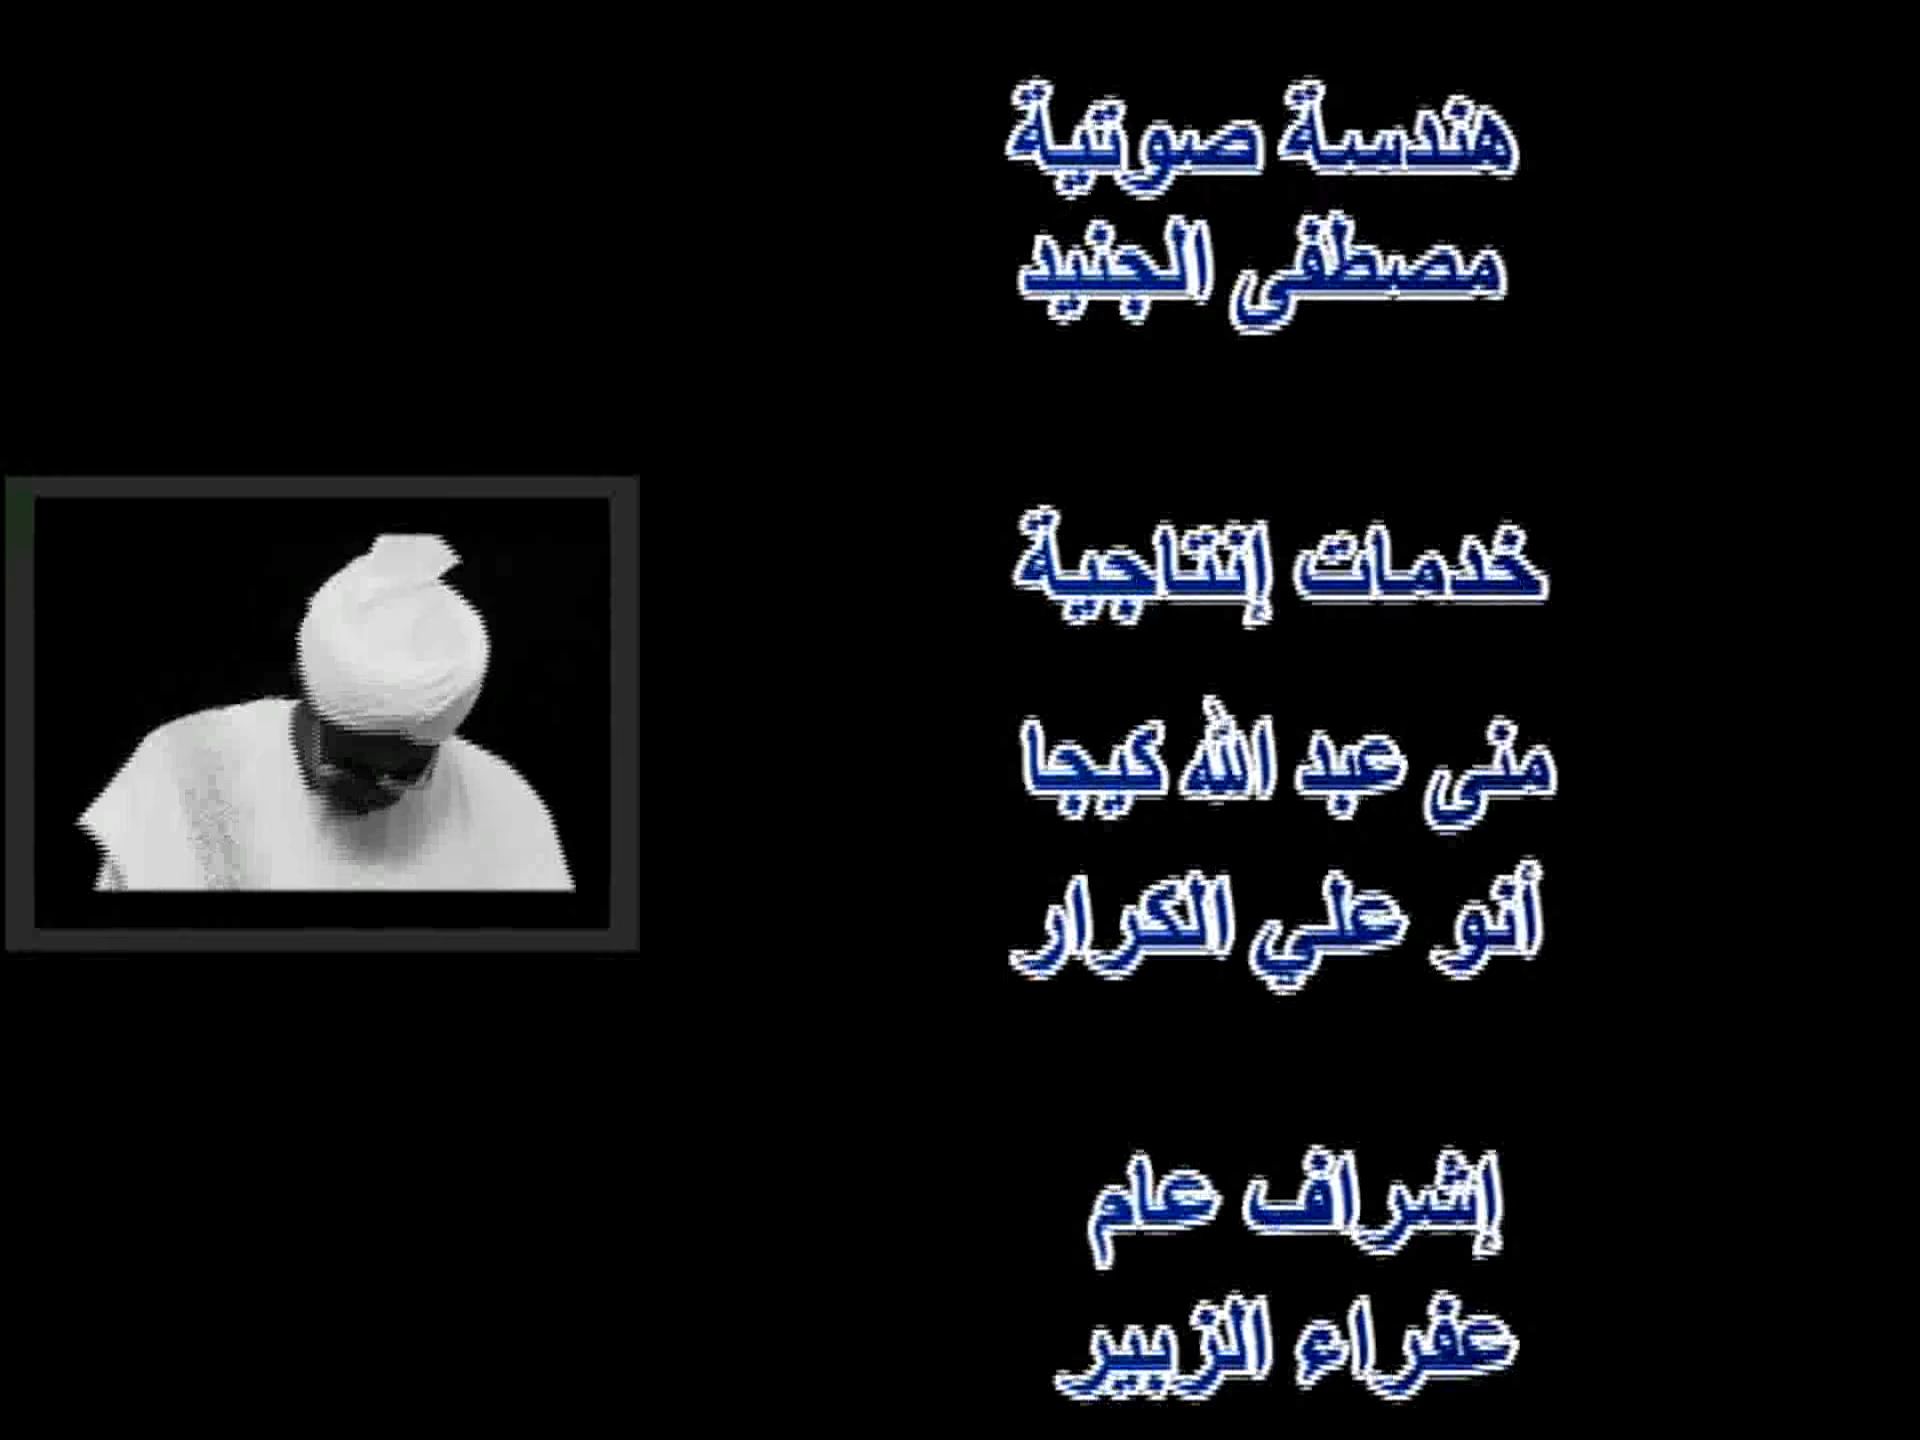 هندسة صوتية
مصطفى الجنيد
خدمات إنتاجية
منى عبد الله كيجا
أنو علي الكرار
إشراف عام
عفراء الزبير